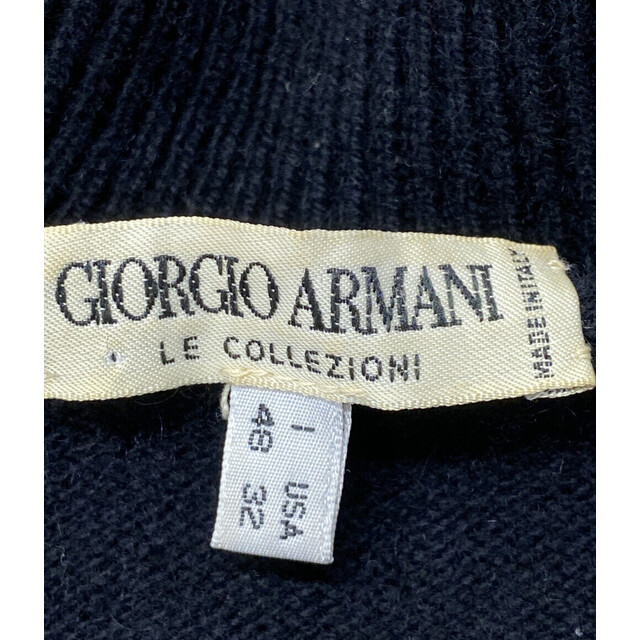 GIORGIO ARMANI
LE COLLEZIONI
MADE IN ITALY
I USA
48 32